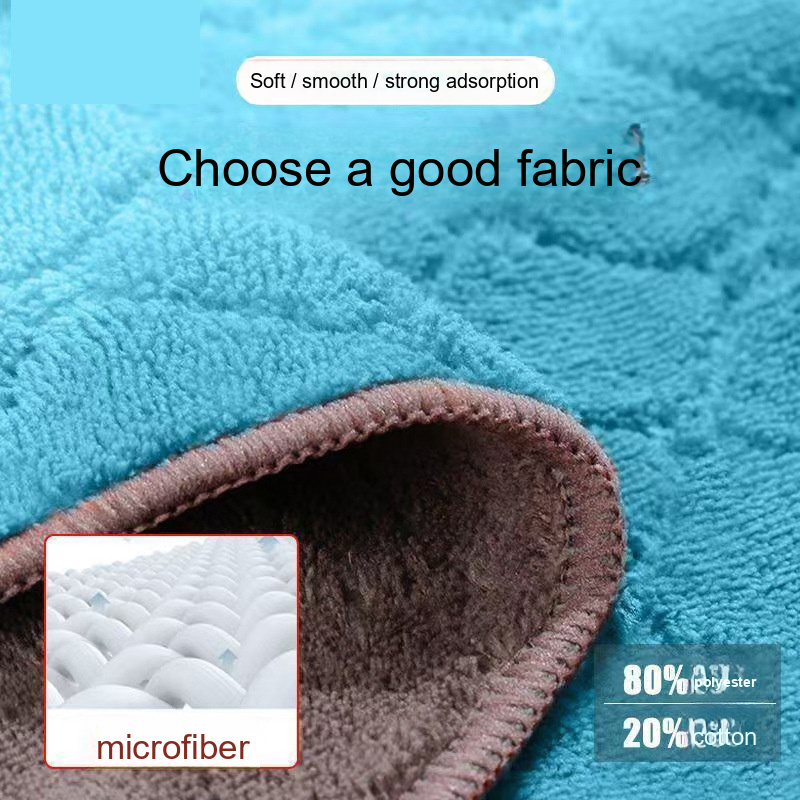 Soft / smooth / strong adsorption
Choose a good fabric
microfiber
80% polyester
20% cotton